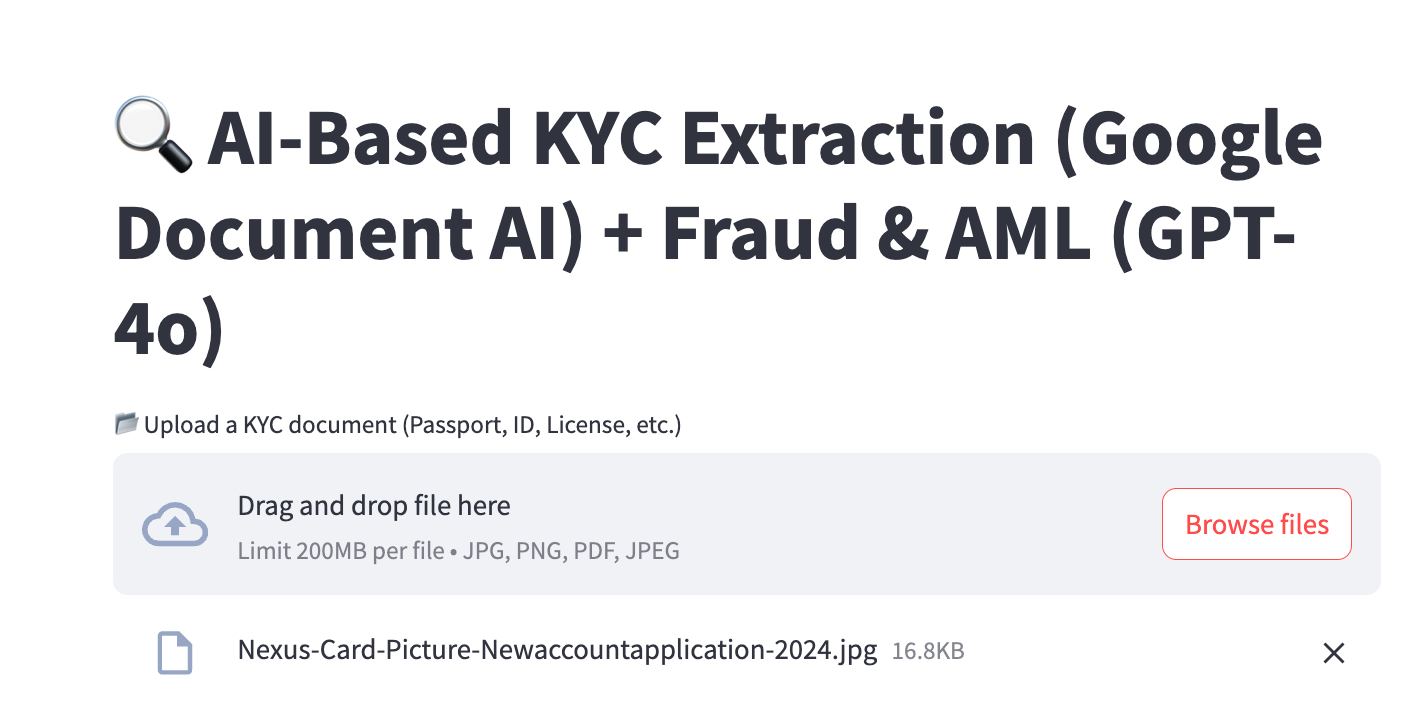 🔍 AI-Based KYC Extraction (Google
Document AI) + Fraud & AML (GPT-
4o)
📂 Upload a KYC document (Passport, ID, License, etc.)
Drag and drop file here
Limit 200MB per file • JPG, PNG, PDF, JPEG
Browse files
Nexus-Card-Picture-Newaccountapplication-2024.jpg 16.8KB